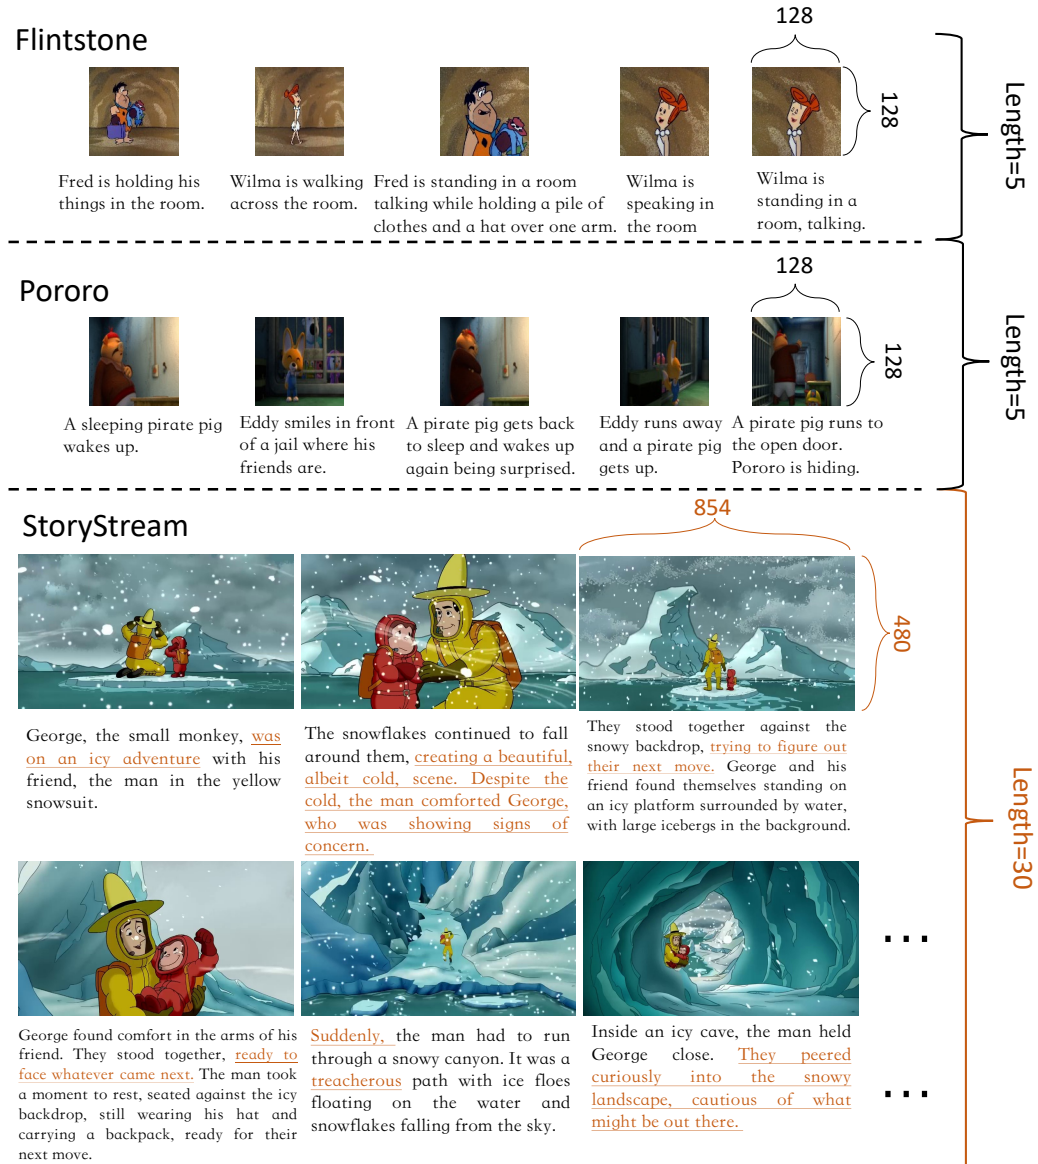 Flintstone
128
128
Length=5
Fred is holding his
things in the room.
Wilma is walking
across the room.
Fred is standing in a room
talking while holding a pile of
clothes and a hat over one arm.
Wilma is
speaking in
the room
Wilma is
standing in a
room, talking.
Pororo
128
128
Length=5
A sleeping pirate pig
wakes up.
Eddy smiles in front
of a jail where his
friends are.
A pirate pig gets back
to sleep and wakes up
again being surprised.
Eddy runs away
and a pirate pig
gets up.
A pirate pig runs to
the open door.
Pororo is hiding.
StoryStream
854
480
Length=30
George, the small monkey, was
on an icy adventure with his
friend, the man in the yellow
snowsuit.
The snowflakes continued to fall
around them, creating a beautiful,
albeit cold, scene. Despite the
cold, the man comforted George,
who was showing signs of
concern.
They stood together against the
snowy backdrop, trying to figure out
their next move. George and his
friend found themselves standing on
an icy platform surrounded by water,
with large icebergs in the background.
George found comfort in the arms of his
friend. They stood together, ready to
face whatever came next. The man took
a moment to rest, seated against the icy
backdrop, still wearing his hat and
carrying a backpack, ready for their
next move.
Suddenly, the man had to run
through a snowy canyon. It was a
treacherous path with ice floes
floating on the water and
snowflakes falling from the sky.
Inside an icy cave, the man held
George close. They peered
curiously into the snowy
landscape, cautious of what
might be out there.
...
...